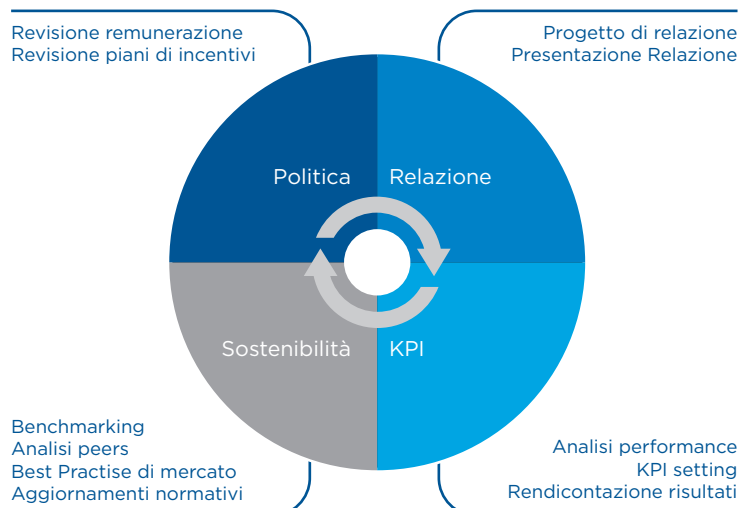 Revisione remunerazione
Revisione piani di incentivi
Progetto di relazione
Presentazione Relazione
Politica
Relazione
Sostenibilità
KPI
Benchmarking
Analisi peers
Best Practise di mercato
Aggiornamenti normativi
Analisi performance
KPI setting
Rendicontazione risultati